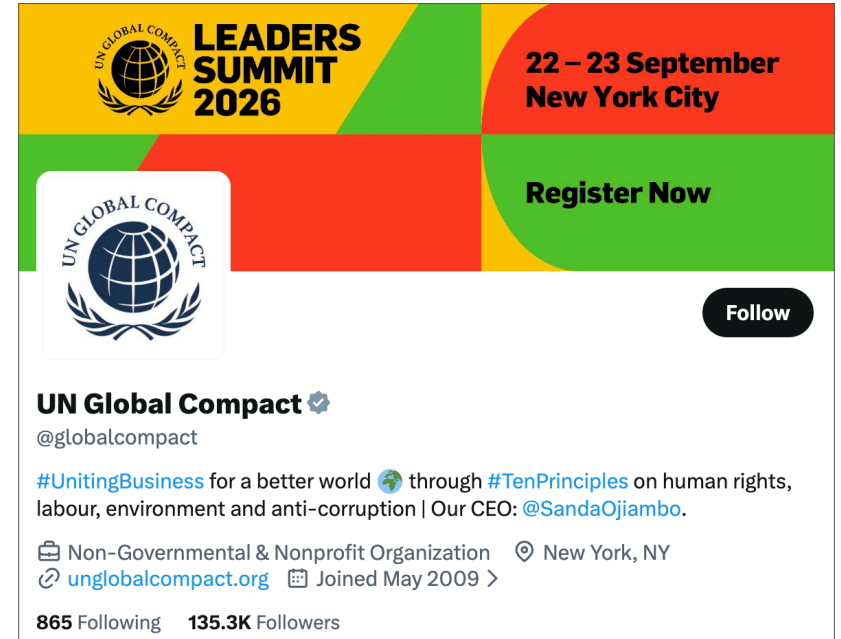 UN GLOBAL COMPACT
LEADERS
SUMMIT
2026
22 – 23 September
New York City
Register Now
UN GLOBAL COMPACT
Follow
UN Global Compact
@globalcompact
#UnitingBusiness for a better world 🌍 through #TenPrinciples on human rights,
labour, environment and anti-corruption | Our CEO: @SandaOjiambo.
Non-Governmental & Nonprofit Organization New York, NY
unglobalcompact.org Joined May 2009 >
865 Following 135.3K Followers